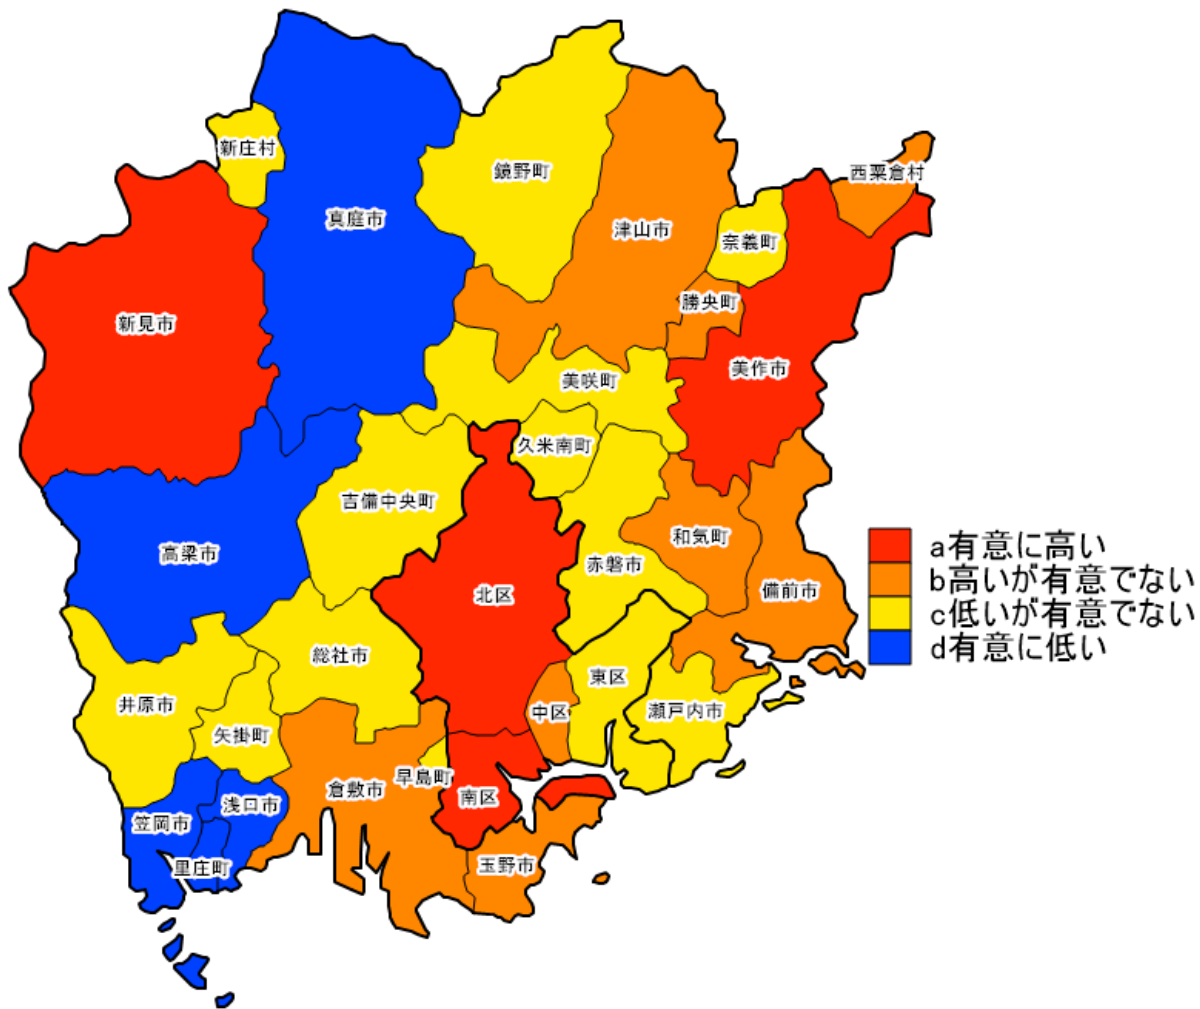 新庄村
鏡野町
西粟倉村
真庭市
津山市
奈義町
勝央町
新見市
美作市
美咲町
久米南町
吉備中央町
和気町
高梁市
赤磐市
備前市
北区
総社市
東区
井原市
中区
瀬戸内市
矢掛町
早島町
倉敷市
南区
浅口市
笠岡市
里庄町
玉野市
a有意に高い
b高いが有意でない
c低いが有意でない
d有意に低い